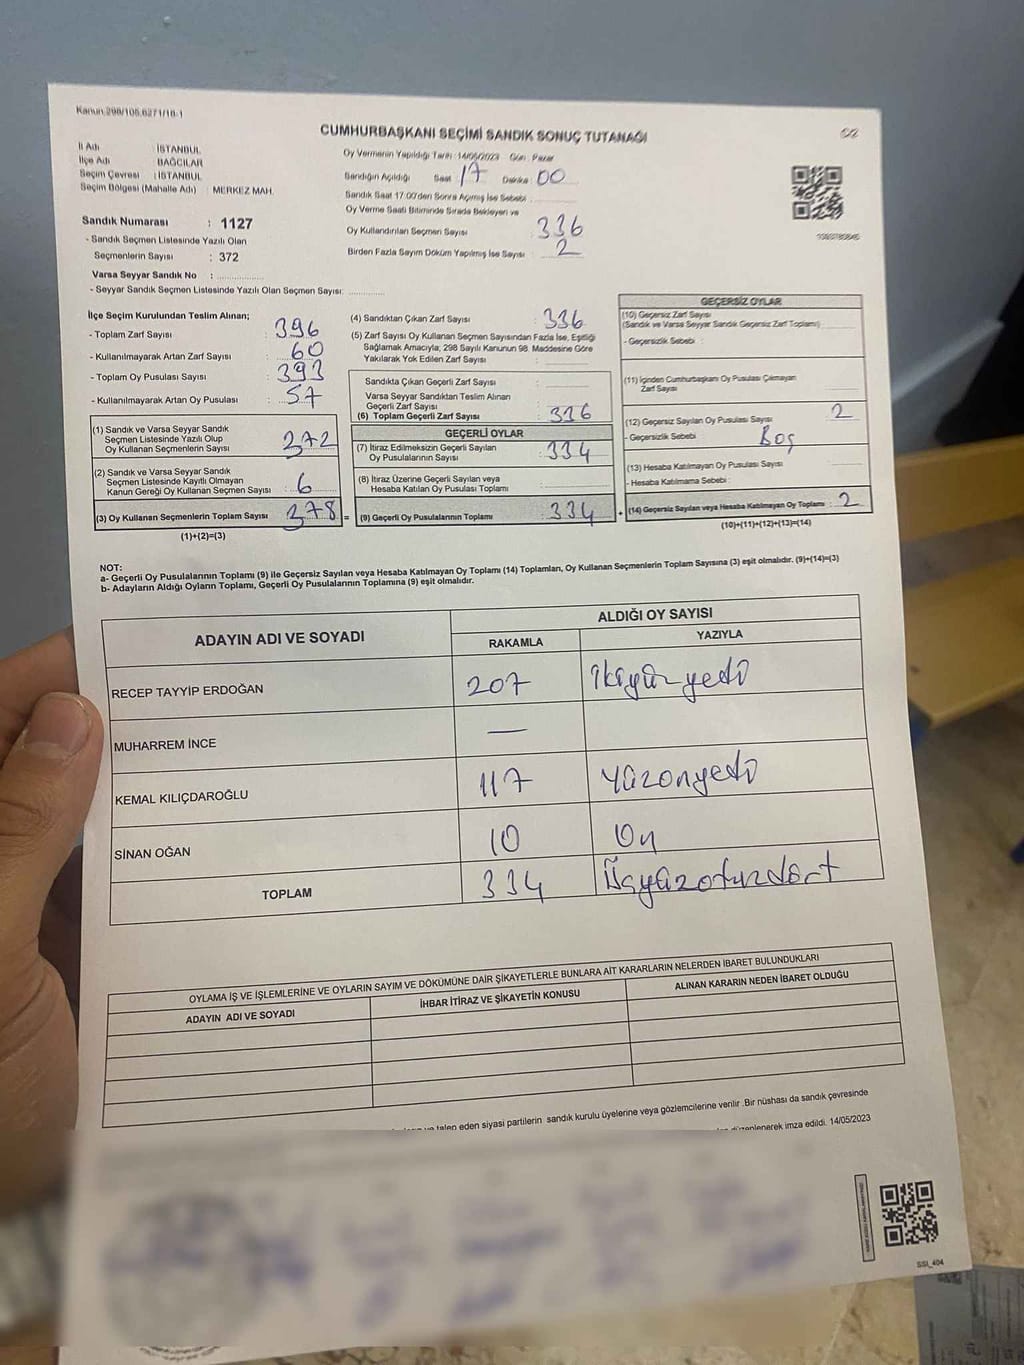 Kanun 298/105.6271/18-1
CUMHURBAŞKANI SEÇİMİ SANDIK SONUÇ TUTANAĞI
İl Adı : İSTANBUL
İlçe Adı : BAĞCILAR
Seçim Çevresi : İSTANBUL
Seçim Bölgesi (Mahalle Adı) : MERKEZ MAH.
Sandık Numarası : 1127
- Sandık Seçmen Listesinde Yazılı Olan
Seçmenlerin Sayısı : 372
Varsa Seyyar Sandık No :
- Seyyar Sandık Seçmen Listesinde Yazılı Olan Seçmen Sayısı:
Oy Vermenin Yapıldığı Tarih :14/05/2023 Gün : Pazar
Sandığın Açıldığı Saat 17 Dakika : 00
Sandık Saat 17.00'den Sonra Açılmış İse Sebebi :
Oy Verme Saati Bitiminde Sırada Bekleyen ve
Oy Kullandırılan Seçmen Sayısı : 336
Birden Fazla Sayım Döküm Yapılmış İse Sayısı : 2
İlçe Seçim Kurulundan Teslim Alınan;
- Toplam Zarf Sayısı : 396
- Kullanılmayarak Artan Zarf Sayısı : 60
- Toplam Oy Pusulası Sayısı : 393
- Kullanılmayarak Artan Oy Pusulası : 57
(1) Sandık ve Varsa Seyyar Sandık
Seçmen Listesinde Yazılı Olup
Oy Kullanan Seçmenlerin Sayısı : 372
(2) Sandık ve Varsa Seyyar Sandık
Seçmen Listesinde Kayıtlı Olmayan
Kanun Gereği Oy Kullanan Seçmen Sayısı : 6
(3) Oy Kullanan Seçmenlerin Toplam Sayısı : 378 =
(1)+(2)=(3)
(4) Sandıktan Çıkan Zarf Sayısı : 336
(5) Zarf Sayısı Oy Kullanan Seçmen Sayısından Fazla İse, Eşitliği
Sağlamak Amacıyla, 298 Sayılı Kanunun 98. Maddesine Göre
Yakılarak Yok Edilen Zarf Sayısı :
Sandıkta Çıkan Geçerli Zarf Sayısı :
Varsa Seyyar Sandıktan Teslim Alınan
Geçerli Zarf Sayısı :
(6) Toplam Geçerli Zarf Sayısı : 336
GEÇERLİ OYLAR
(7) İtiraz Edilmeksizin Geçerli Sayılan
Oy Pusulalarının Sayısı : 334
(8) İtiraz Üzerine Geçerli Sayılan veya
Hesaba Katılan Oy Pusulası Toplamı :
(9) Geçerli Oy Pusulalarının Toplamı : 334 +
GEÇERSİZ OYLAR
(10) Geçersiz Zarf Sayısı
(Sandık ve Varsa Seyyar Sandık Geçersiz Zarf Toplamı)
- Geçersizlik Sebebi :
(11) İçinden Cumhurbaşkanı Oy Pusulası Çıkmayan
Zarf Sayısı
(12) Geçersiz Sayılan Oy Pusulası Sayısı : 2
- Geçersizlik Sebebi : Boş
(13) Hesaba Katılmayan Oy Pusulası Sayısı :
- Hesaba Katılmama Sebebi :
(14) Geçersiz Sayılan veya Hesaba Katılmayan Oy Toplamı : 2
(10)+(11)+(12)+(13)=(14)
NOT:
a- Geçerli Oy Pusulalarının Toplamı (9) ile Geçersiz Sayılan veya Hesaba Katılmayan Oy Toplamı (14) Toplamları, Oy Kullanan Seçmenlerin Toplam Sayısına (3) eşit olmalıdır. (9)+(14)=(3)
b- Adayların Aldığı Oyların Toplamı, Geçerli Oy Pusulalarının Toplamına (9) eşit olmalıdır.
ADAYIN ADI VE SOYADI
ALDIĞI OY SAYISI
RAKAMLA YAZIYLA
RECEP TAYYİP ERDOĞAN 207 ikiyüz yedi
MUHARREM İNCE —
KEMAL KILIÇDAROĞLU 117 Yüzonyedi
SİNAN OĞAN 10 On
TOPLAM 334 Üçyüzotuzdört
OYLAMA İŞ VE İŞLEMLERİNE VE OYLARIN SAYIM VE DÖKÜMÜNE DAİR ŞİKAYETLERLE BUNLARA AİT KARARLARIN NELERDEN İBARET BULUNDUKLARI
ADAYIN ADI VE SOYADI İHBAR İTİRAZ VE ŞİKAYETİN KONUSU ALINAN KARARIN NEDEN İBARET OLDUĞU
ve talep eden siyasi partilerin sandık kurulu üyelerine veya gözlemcilerine verilir. Bir nüshası da sandık çevresinde
düzenlenerek imza edildi. 14/05/2023
SSI_404